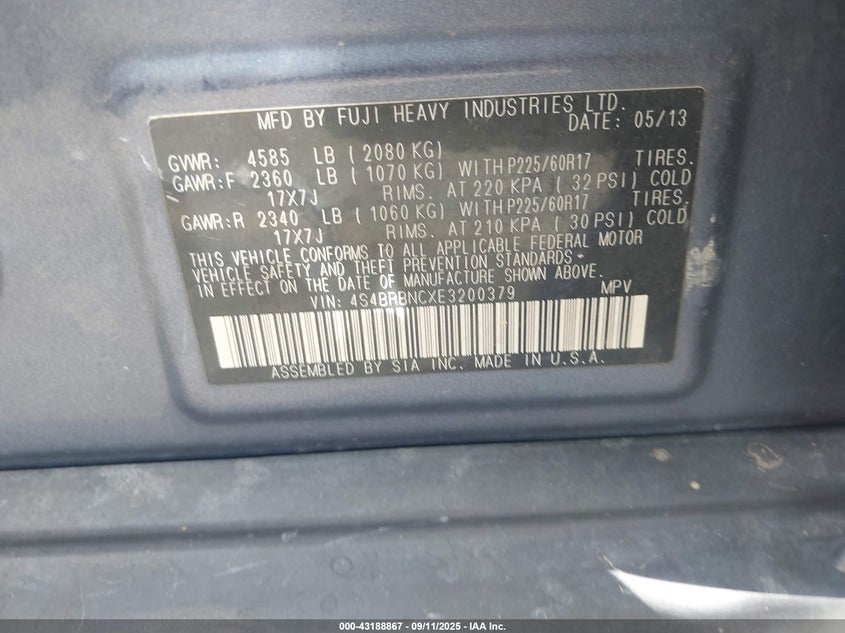 MFD BY FUJI HEAVY INDUSTRIES LTD.
DATE: 05/13
GVWR: 4585 LB ( 2080 KG)
GAWR:F 2360 LB ( 1070 KG) WITH P225/60R17 TIRES.
17X7J RIMS. AT 220 KPA ( 32 PSI) COLD
GAWR:R 2340 LB ( 1060 KG) WITH P225/60R17 TIRES.
17X7J RIMS. AT 210 KPA ( 30 PSI) COLD
THIS VEHICLE CONFORMS TO ALL APPLICABLE FEDERAL MOTOR
VEHICLE SAFETY AND THEFT PREVENTION STANDARDS
IN EFFECT ON THE DATE OF MANUFACTURE SHOWN ABOVE.
VIN: 4S4BRBNCXE3200379 MPV
ASSEMBLED BY SIA INC. MADE IN U.S.A.
000-43188867 - 09/11/2025 - IAA Inc.